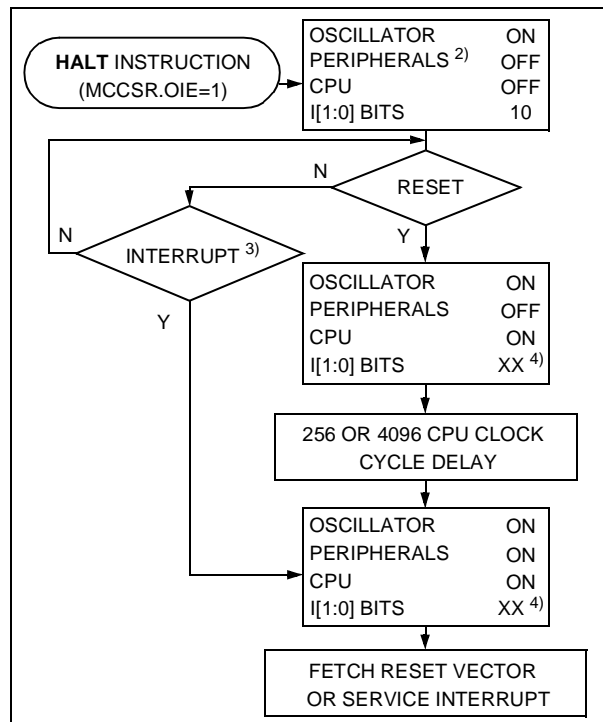 HALT INSTRUCTION
(MCCSR.OIE=1)
OSCILLATOR ON
PERIPHERALS 2) OFF
CPU OFF
I[1:0] BITS 10
N
RESET
N
INTERRUPT 3)
Y
Y
OSCILLATOR ON
PERIPHERALS OFF
CPU ON
I[1:0] BITS XX 4)
256 OR 4096 CPU CLOCK
CYCLE DELAY
OSCILLATOR ON
PERIPHERALS ON
CPU ON
I[1:0] BITS XX 4)
FETCH RESET VECTOR
OR SERVICE INTERRUPT